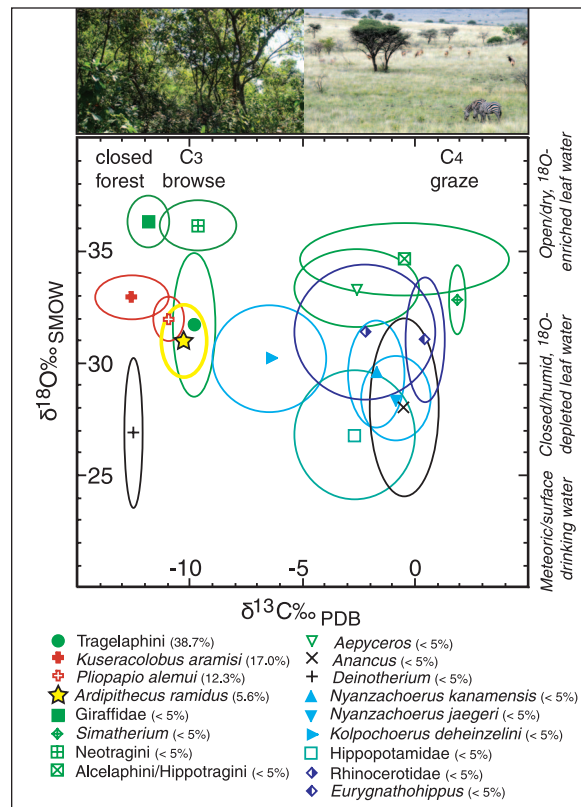 closed forest
C3 browse
C4 graze
35
30
25
-10
-5
0
δ18O‰ SMOW
δ13C‰ PDB
Open/dry, 18O-
enriched leaf water
Closed/humid, 18O-
depleted leaf water
Meteoric/surface
drinking water
Tragelaphini (38.7%)
Kuseracolobus aramisi (17.0%)
Pliopapio alemui (12.3%)
Ardipithecus ramidus (5.6%)
Giraffidae (< 5%)
Simatherium (< 5%)
Neotragini (< 5%)
Alcelaphini/Hippotragini (< 5%)
Aepyceros (< 5%)
Anancus (< 5%)
Deinotherium (< 5%)
Nyanzachoerus kanamensis (< 5%)
Nyanzachoerus jaegeri (< 5%)
Kolpochoerus deheinzelini (< 5%)
Hippopotamidae (< 5%)
Rhinocerotidae (< 5%)
Eurygnathohippus (< 5%)